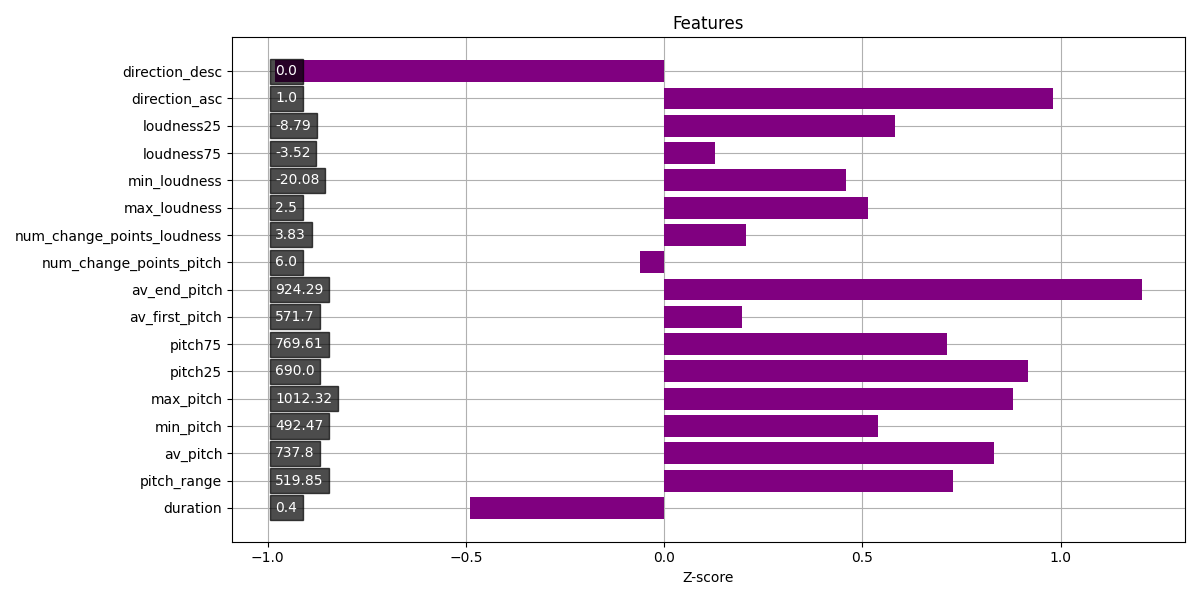 Features
direction_desc 0.0
direction_asc 1.0
loudness25 -8.79
loudness75 -3.52
min_loudness -20.08
max_loudness 2.5
num_change_points_loudness 3.83
num_change_points_pitch 6.0
av_end_pitch 924.29
av_first_pitch 571.7
pitch75 769.61
pitch25 690.0
max_pitch 1012.32
min_pitch 492.47
av_pitch 737.8
pitch_range 519.85
duration 0.4
−1.0 −0.5 0.0 0.5 1.0
Z-score